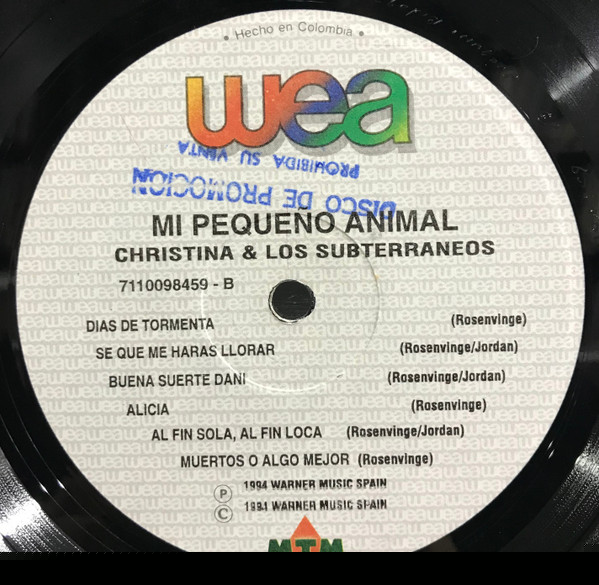 • Hecho en Colombia •
wea
PROHIBIDA SU VENTA
DISCO DE PROMOCION
MI PEQUEÑO ANIMAL
CHRISTINA & LOS SUBTERRANEOS
7110098459 - B
DIAS DE TORMENTA (Rosenvinge)
SE QUE ME HARAS LLORAR (Rosenvinge/Jordan)
BUENA SUERTE DANI (Rosenvinge/Jordan)
ALICIA (Rosenvinge)
AL FIN SOLA, AL FIN LOCA (Rosenvinge/Jordan)
MUERTOS O ALGO MEJOR (Rosenvinge)
Ⓟ 1994 WARNER MUSIC SPAIN
© 1994 WARNER MUSIC SPAIN
MTM